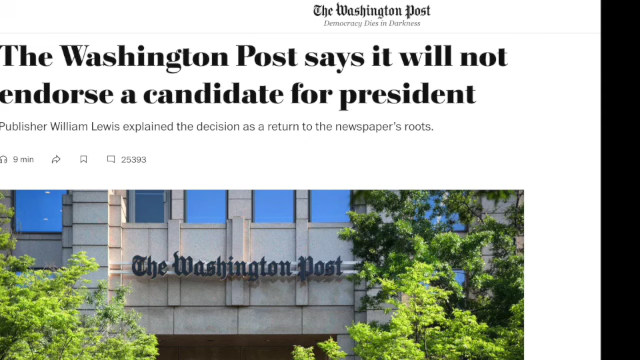 The Washington Post
Democracy Dies in Darkness
The Washington Post says it will not
endorse a candidate for president
Publisher William Lewis explained the decision as a return to the newspaper's roots.
9 min 25393
The Washington Post